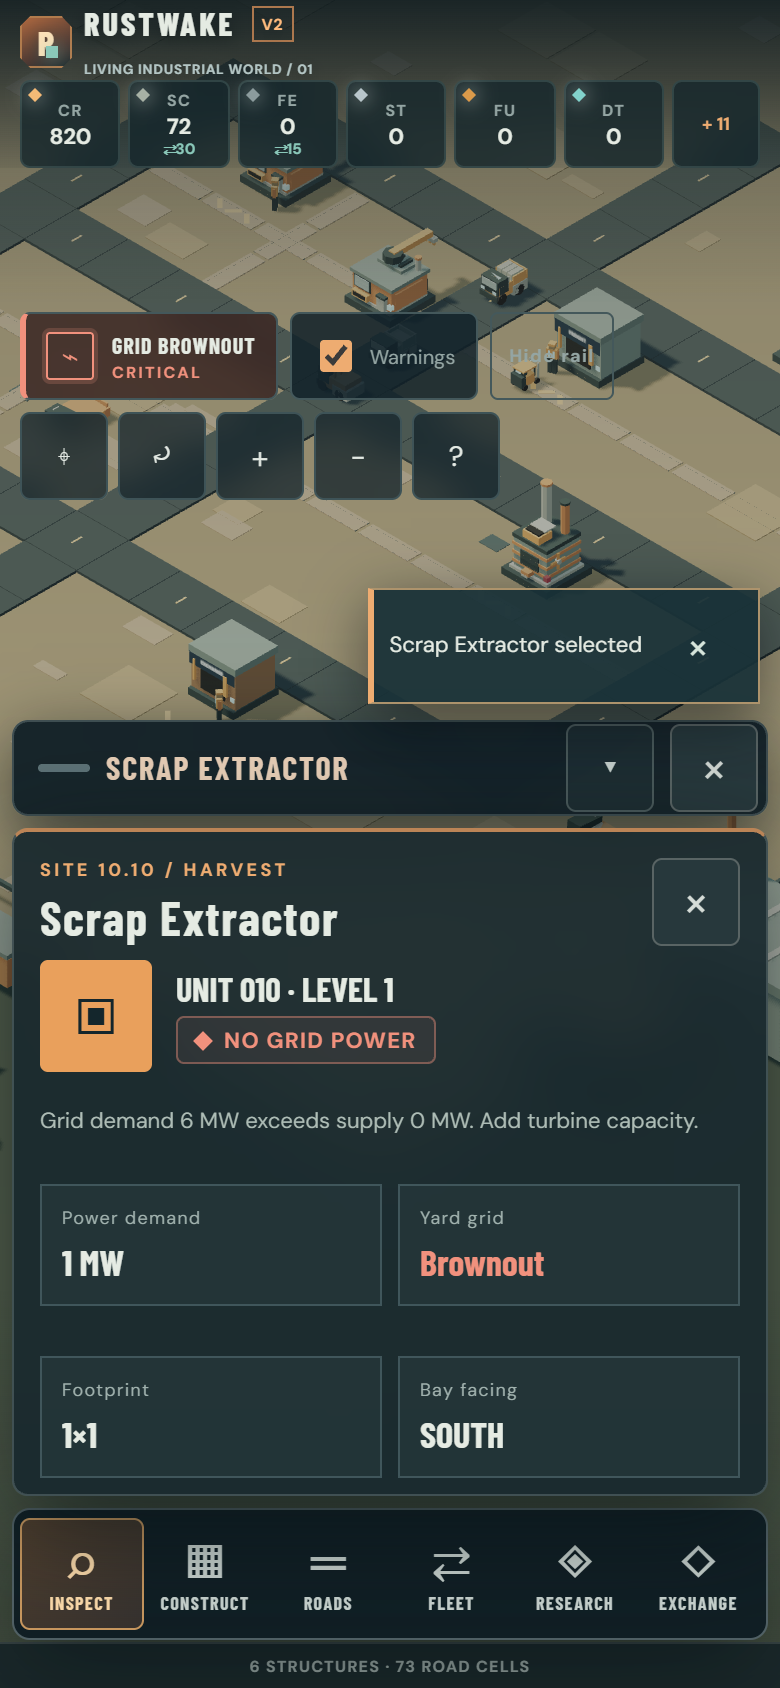 RUSTWAKE V2
LIVING INDUSTRIAL WORLD / 01
CR
820
SC
72
⇄30
FE
0
⇄15
ST
0
FU
0
DT
0
+ 11
GRID BROWNOUT
CRITICAL
Warnings
Hide rail
+
-
?
Scrap Extractor selected ×
SCRAP EXTRACTOR ▼ ×
SITE 10.10 / HARVEST
Scrap Extractor ×
UNIT 010 · LEVEL 1
◆ NO GRID POWER
Grid demand 6 MW exceeds supply 0 MW. Add turbine capacity.
Power demand
1 MW
Yard grid
Brownout
Footprint
1×1
Bay facing
SOUTH
INSPECT
CONSTRUCT
ROADS
FLEET
RESEARCH
EXCHANGE
6 STRUCTURES · 73 ROAD CELLS